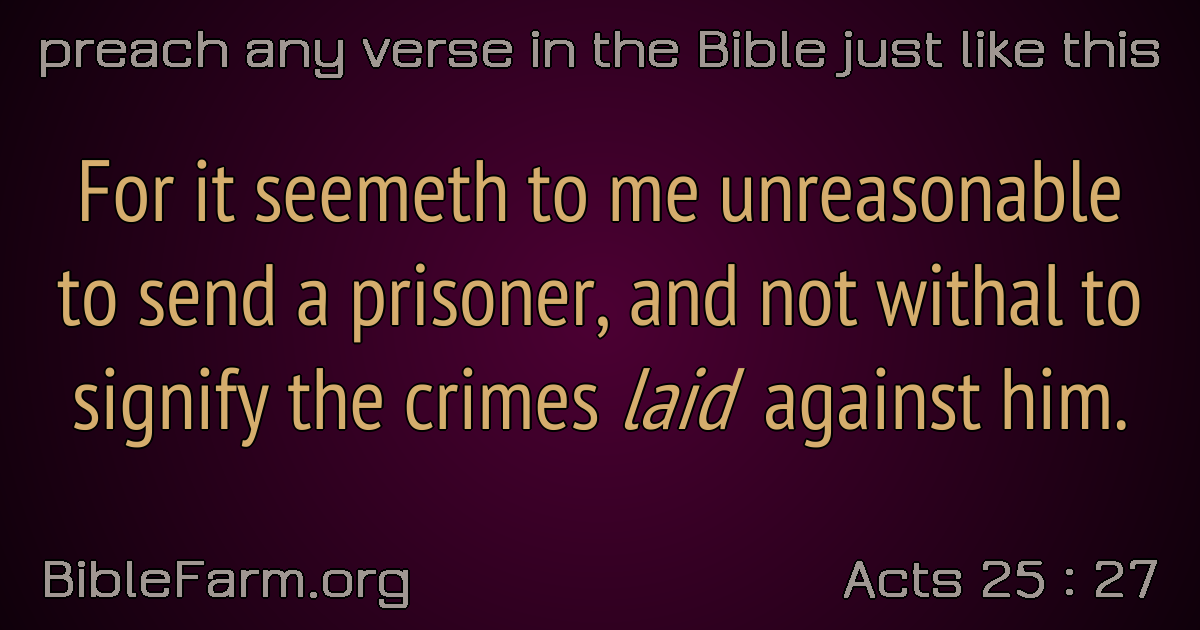 preach any verse in the Bible just like this
For it seemeth to me unreasonable
to send a prisoner, and not withal to
signify the crimes laid against him.
BibleFarm.org
Acts 25 : 27